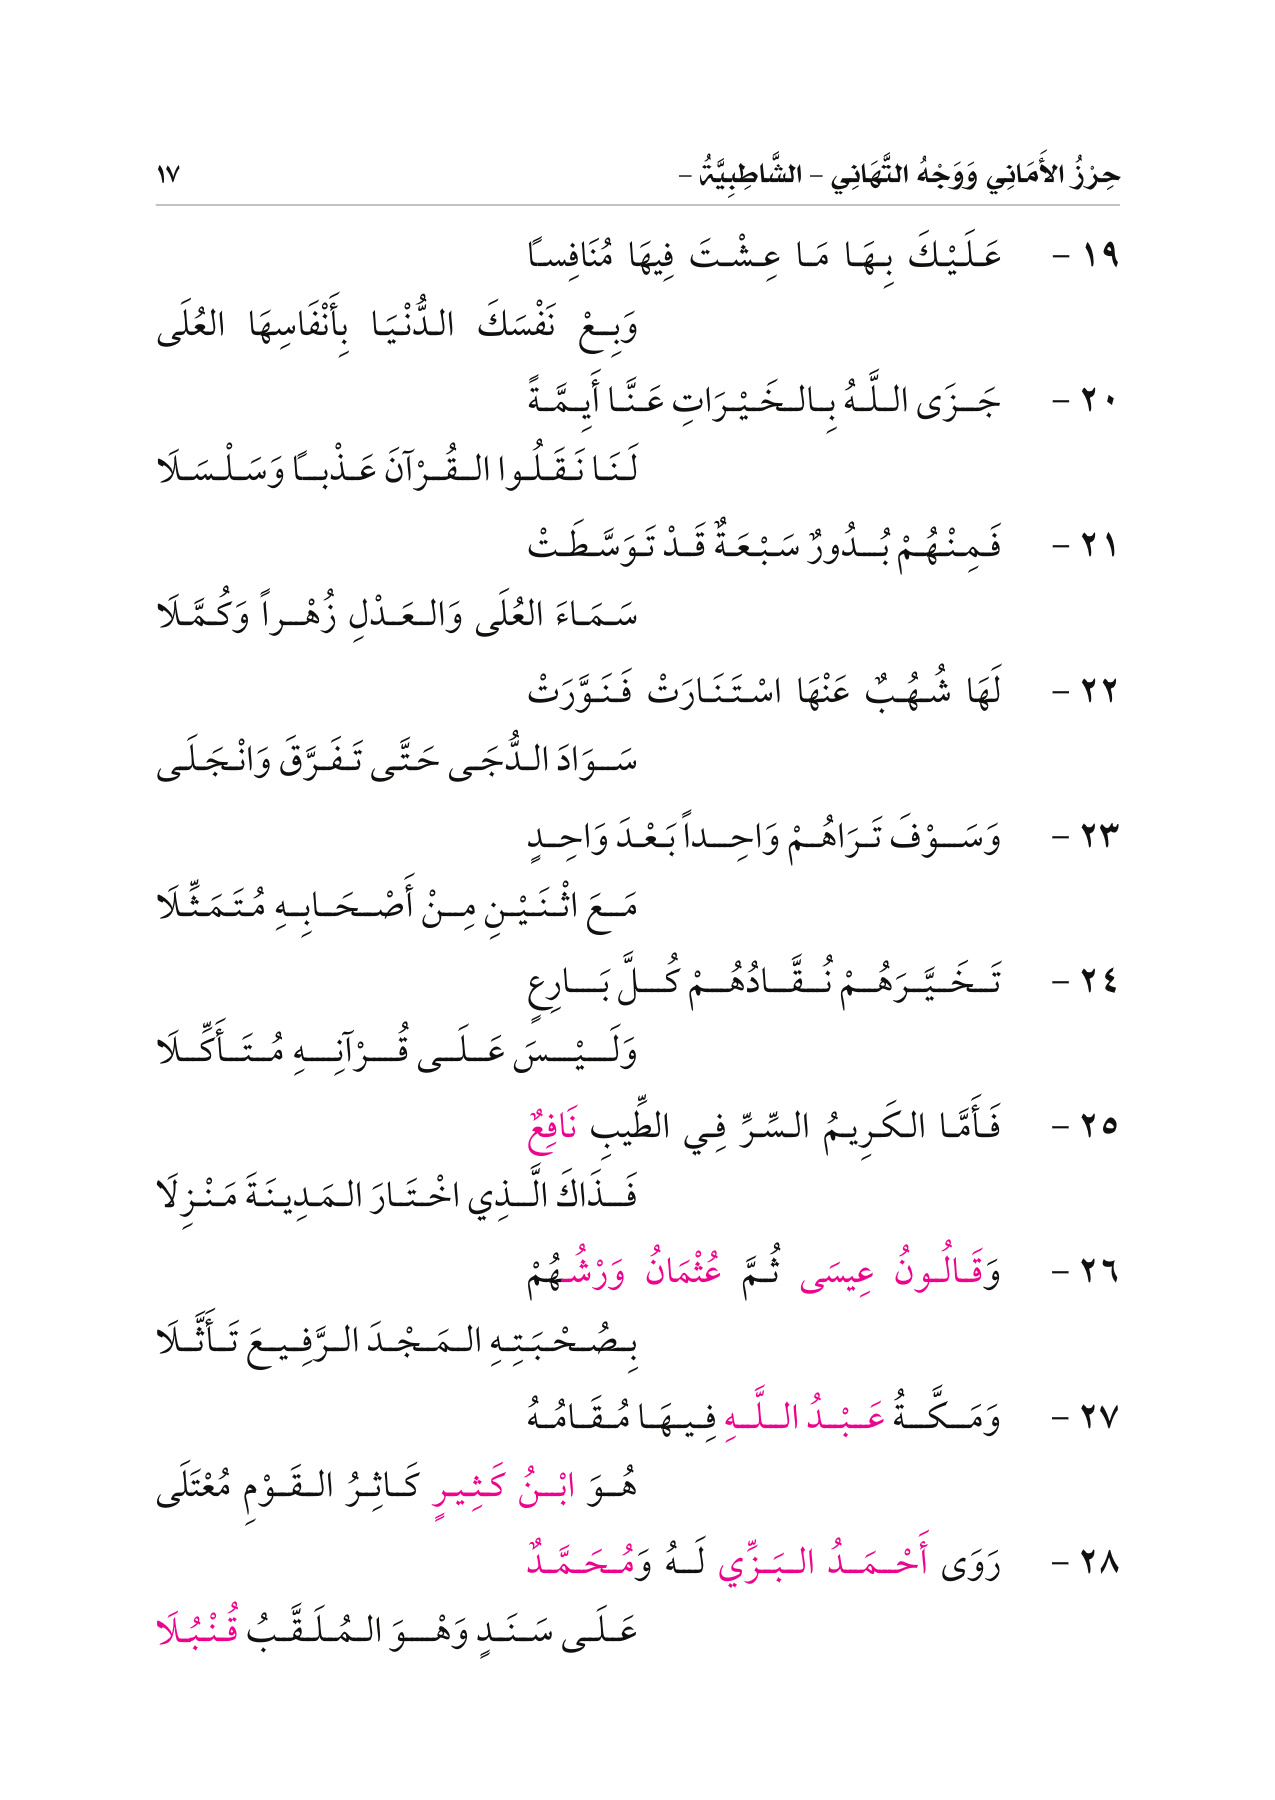 حِرْزُ الأَمَانِي وَوَجْهُ التَّهَانِي – الشَّاطِبِيَّةُ – ١٧
١٩ – عَلَيْكَ بِهَا مَا عِشْتَ فِيهَا مُنَافِساً
وَبِعْ نَفْسَكَ الدُّنْيَا بِأَنْفَاسِهَا العُلَى
٢٠ – جَزَى اللَّهُ بِالخَيْرَاتِ عَنَّا أَيِمَّةً
لَنَا نَقَلُوا القُرْآنَ عَذْباً وَسَلْسَلَا
٢١ – فَمِنْهُمْ بُدُورٌ سَبْعَةٌ قَدْ تَوَسَّطَتْ
سَمَاءَ العُلَى وَالعَدْلِ زُهْراً وَكُمَّلَا
٢٢ – لَهَا شُهُبٌ عَنْهَا اسْتَنَارَتْ فَنَوَّرَتْ
سَوَادَ الدُّجَى حَتَّى تَفَرَّقَ وَانْجَلَى
٢٣ – وَسَوْفَ تَرَاهُمْ وَاحِداً بَعْدَ وَاحِدٍ
مَعَ اثْنَيْنِ مِنْ أَصْحَابِهِ مُتَمَثِّلَا
٢٤ – تَخَيَّرَهُمْ نُقَّادُهُمْ كُلَّ بَارِعٍ
وَلَيْسَ عَلَى قُرْآنِهِ مُتَأَكِّلَا
٢٥ – فَأَمَّا الكَرِيمُ السِّرِّ فِي الطِّيبِ نَافِعٌ
فَذَاكَ الَّذِي اخْتَارَ المَدِينَةَ مَنْزِلَا
٢٦ – وَقَالُونُ عِيسَى ثُمَّ عُثْمَانُ وَرْشُهُمْ
بِصُحْبَتِهِ المَجْدَ الرَّفِيعَ تَأَثَّلَا
٢٧ – وَمَكَّةُ عَبْدُ اللَّهِ فِيهَا مُقَامُهُ
هُوَ ابْنُ كَثِيرٍ كَاثِرُ القَوْمِ مُعْتَلَى
٢٨ – رَوَى أَحْمَدُ البَزِّي لَهُ وَمُحَمَّدٌ
عَلَى سَنَدٍ وَهْوَ المُلَقَّبُ قُنْبُلَا